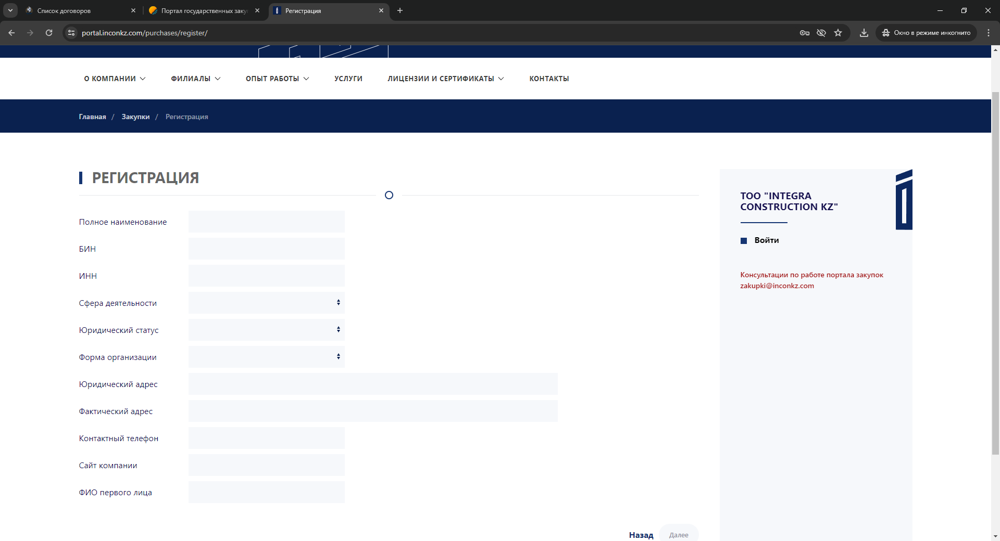 Список договоров
Портал государственных заку
Регистрация
portal.inconkz.com/purchases/register/
Окно в режиме инкогнито
О КОМПАНИИ
ФИЛИАЛЫ
ОПЫТ РАБОТЫ
УСЛУГИ
ЛИЦЕНЗИИ И СЕРТИФИКАТЫ
КОНТАКТЫ
Главная / Закупки / Регистрация
РЕГИСТРАЦИЯ
Полное наименование
БИН
ИНН
Сфера деятельности
Юридический статус
Форма организации
Юридический адрес
Фактический адрес
Контактный телефон
Сайт компании
ФИО первого лица
Назад
Далее
ТОО "INTEGRA
CONSTRUCTION KZ"
Войти
Консультации по работе портала закупок
zakupki@inconkz.com